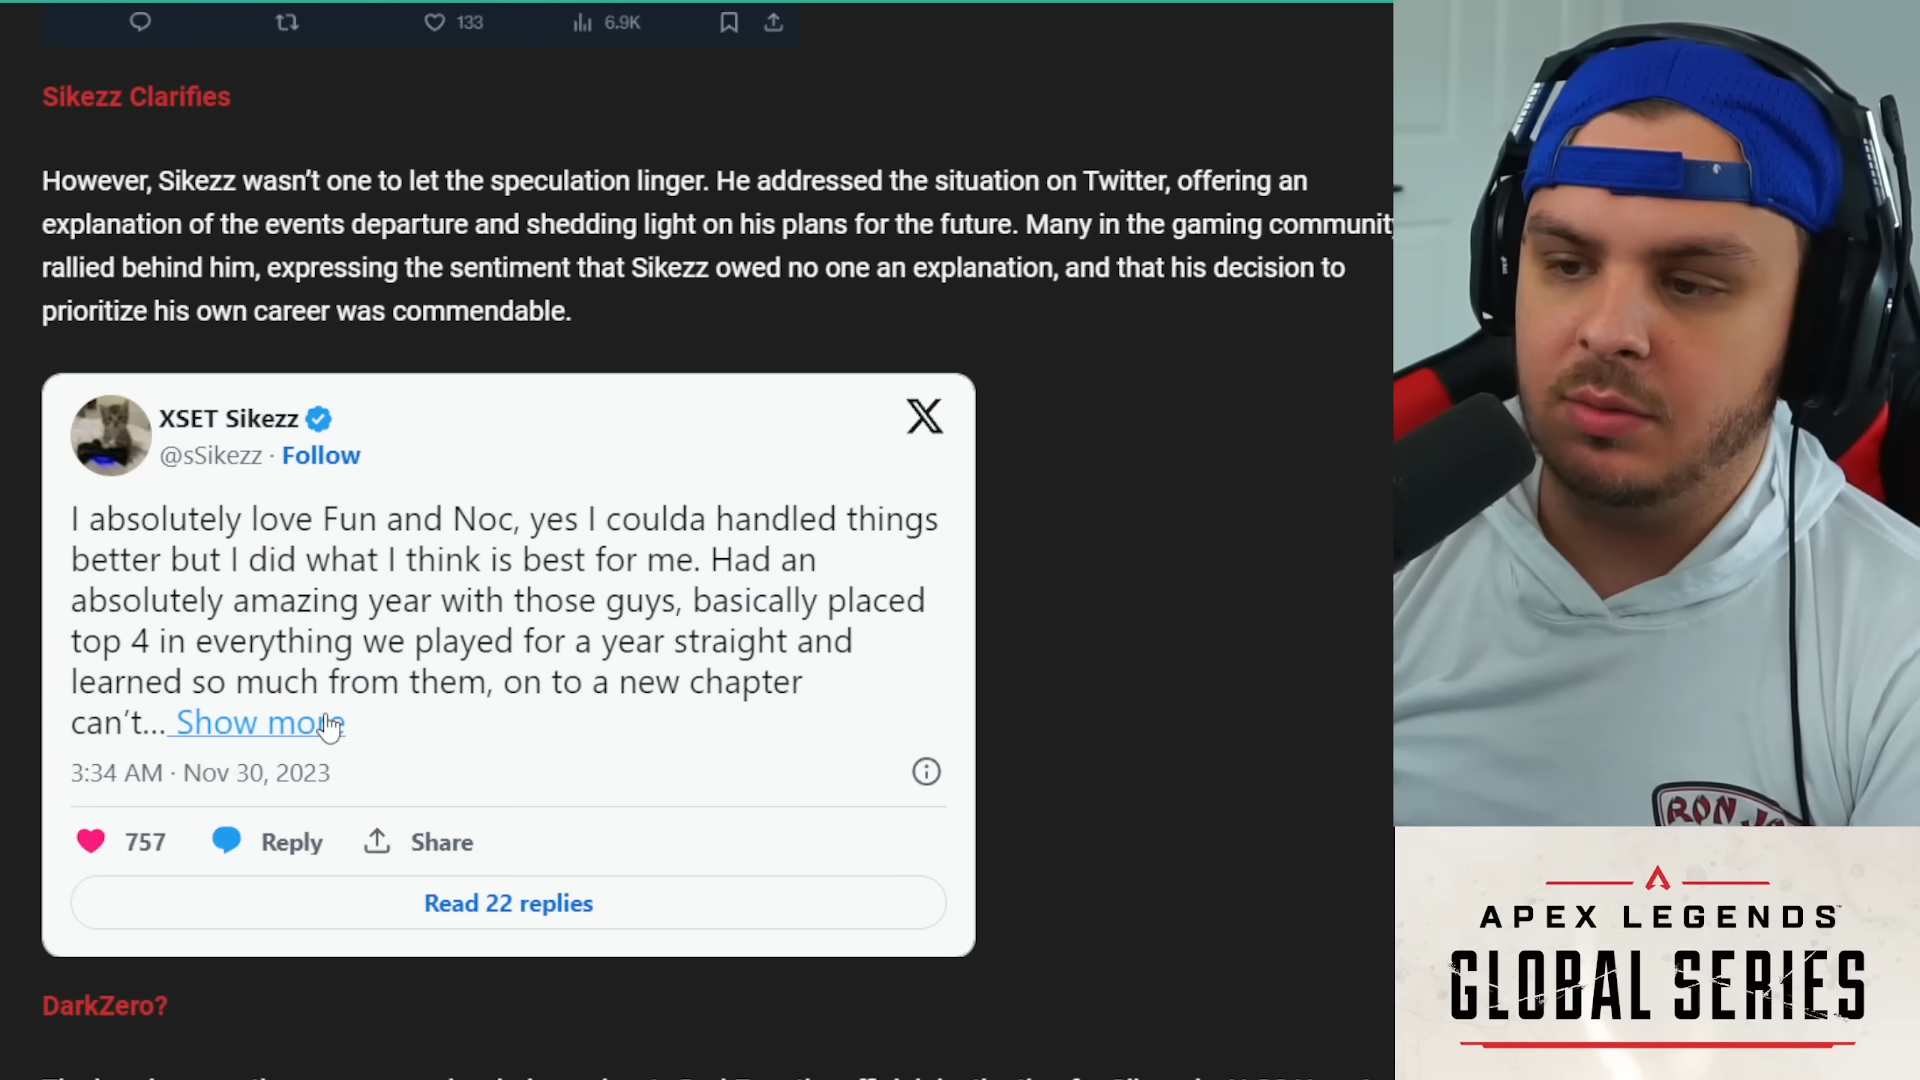 133
6.9K
Sikezz Clarifies
However, Sikezz wasn’t one to let the speculation linger. He addressed the situation on Twitter, offering an
explanation of the events departure and shedding light on his plans for the future. Many in the gaming communit
rallied behind him, expressing the sentiment that Sikezz owed no one an explanation, and that his decision to
prioritize his own career was commendable.
XSET Sikezz
@sSikezz · Follow
I absolutely love Fun and Noc, yes I coulda handled things
better but I did what I think is best for me. Had an
absolutely amazing year with those guys, basically placed
top 4 in everything we played for a year straight and
learned so much from them, on to a new chapter
can’t... Show more
3:34 AM · Nov 30, 2023
757 Reply Share
Read 22 replies
DarkZero?
BON
APEX LEGENDS
GLOBAL SERIES